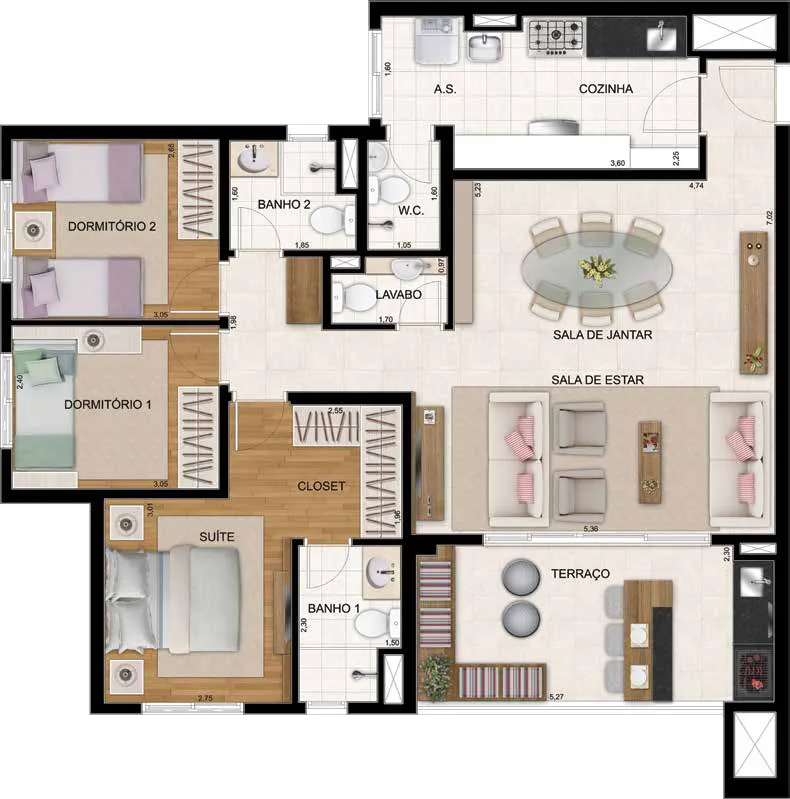 1,60
A.S.
COZINHA
3,60
2,25
2,65
DORMITÓRIO 2
3,05
1,60
BANHO 2
1,85
W.C.
1,60
1,05
5,23
4,74
7,02
0,97
LAVABO
1,70
1,98
SALA DE JANTAR
SALA DE ESTAR
2,40
DORMITÓRIO 1
3,05
2,55
CLOSET
1,96
3,01
SUÍTE
2,75
5,36
2,30
BANHO 1
1,50
TERRAÇO
2,30
5,27